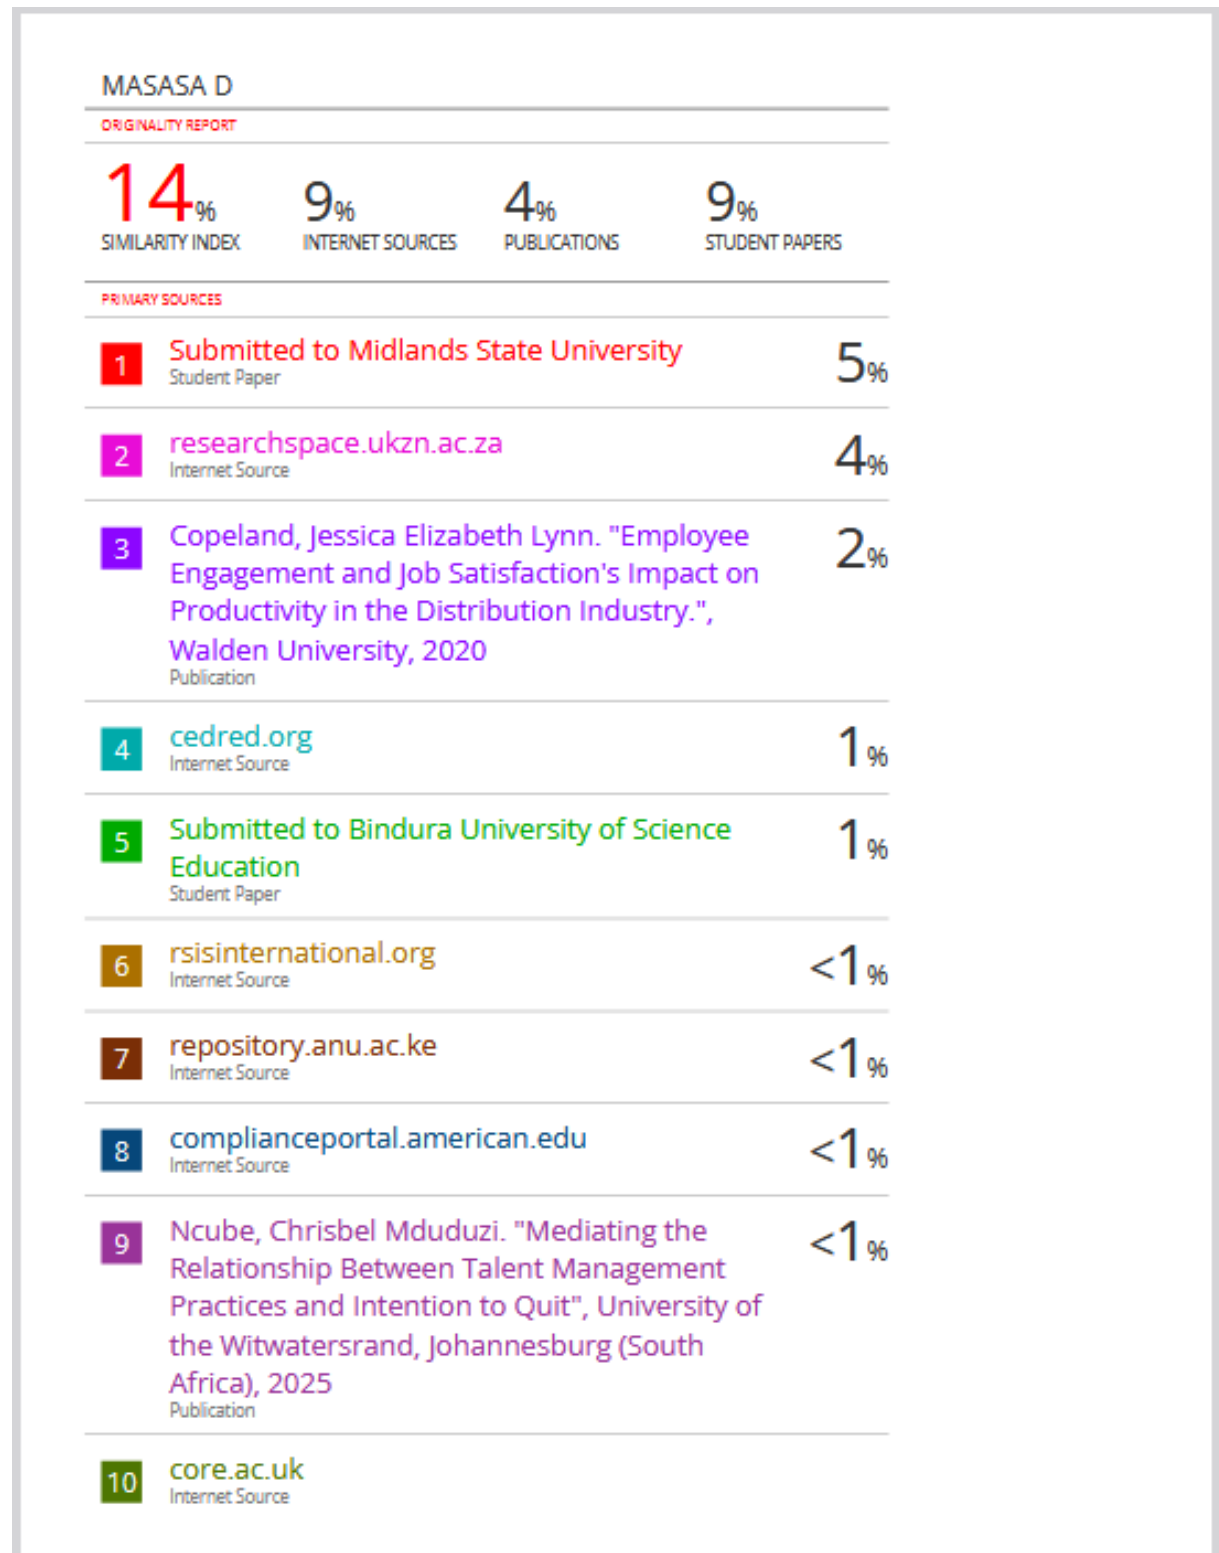 MASASA D
ORIGINALITY REPORT
14% 9% 4% 9%
SIMILARITY INDEX INTERNET SOURCES PUBLICATIONS STUDENT PAPERS
PRIMARY SOURCES
1 Submitted to Midlands State University 5%
Student Paper
2 researchspace.ukzn.ac.za 4%
Internet Source
3 Copeland, Jessica Elizabeth Lynn. "Employee 2%
Engagement and Job Satisfaction's Impact on
Productivity in the Distribution Industry.",
Walden University, 2020
Publication
4 cedred.org 1%
Internet Source
5 Submitted to Bindura University of Science 1%
Education
Student Paper
6 rsisinternational.org <1%
Internet Source
7 repository.anu.ac.ke <1%
Internet Source
8 complianceportal.american.edu <1%
Internet Source
9 Ncube, Chrisbel Mduduzi. "Mediating the <1%
Relationship Between Talent Management
Practices and Intention to Quit", University of
the Witwatersrand, Johannesburg (South
Africa), 2025
Publication
10 core.ac.uk
Internet Source